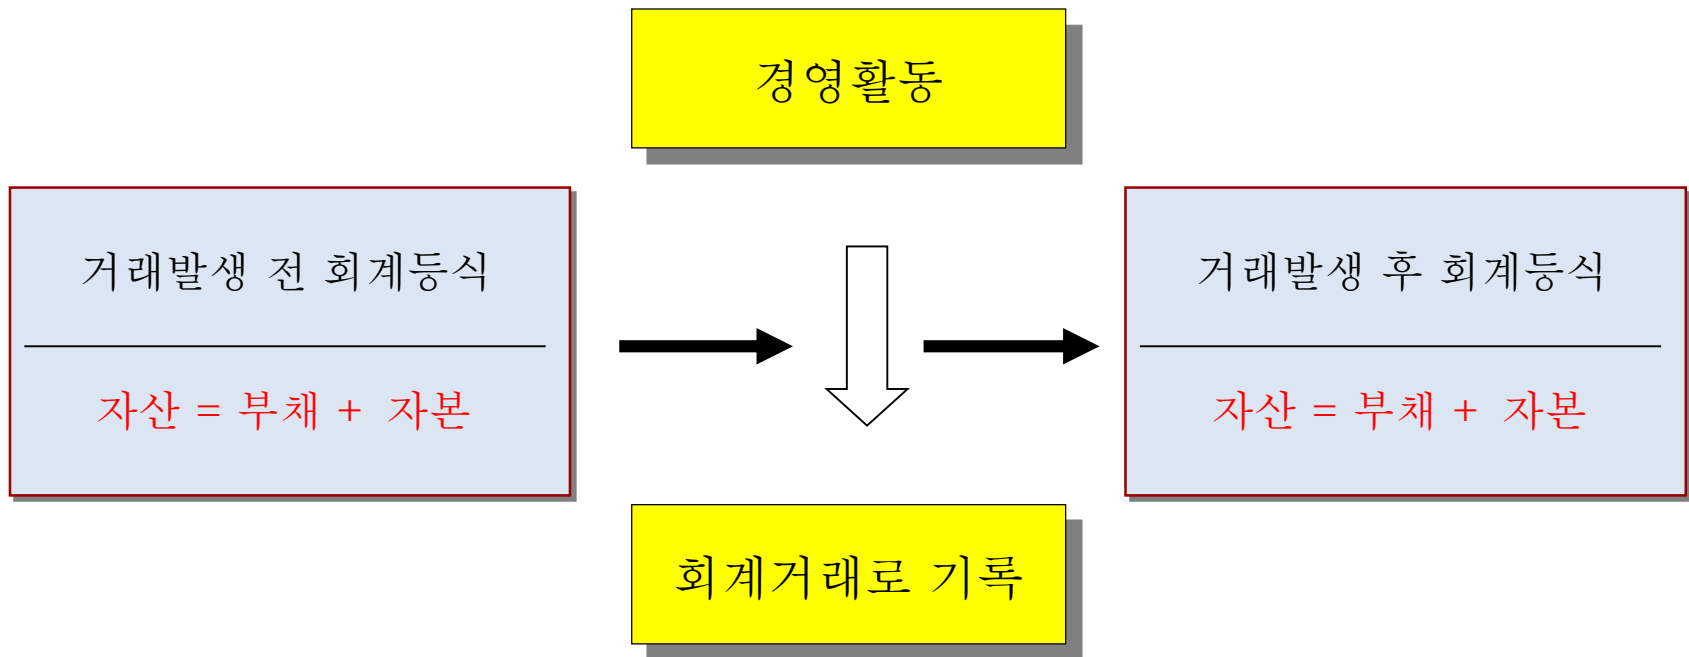 경영활동
거래발생 전 회계등식
자산 = 부채 + 자본
거래발생 후 회계등식
자산 = 부채 + 자본
회계거래로 기록